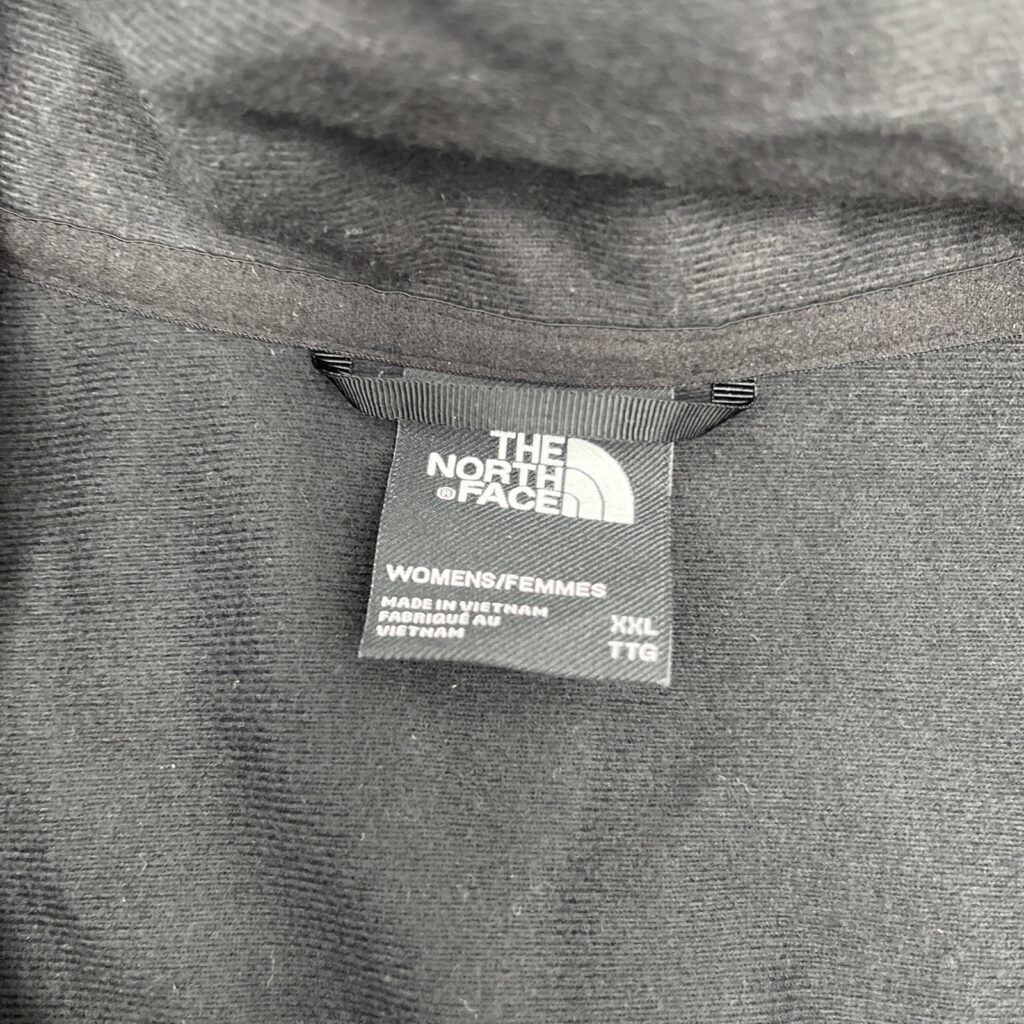 THE
NORTH
® FACE
WOMENS/FEMMES
MADE IN VIETNAM
FABRIQUÉ AU
VIETNAM
XXL
TTG